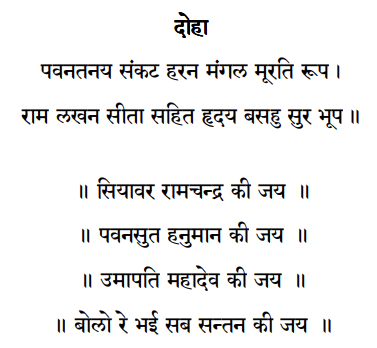 दोहा
पवनतनय संकट हरन मंगल मूरति रूप।
राम लखन सीता सहित हृदय बसहु सुर भूप॥
॥ सियावर रामचन्द्र की जय ॥
॥ पवनसुत हनुमान की जय ॥
॥ उमापति महादेव की जय ॥
॥ बोलो रे भई सब सन्तन की जय ॥